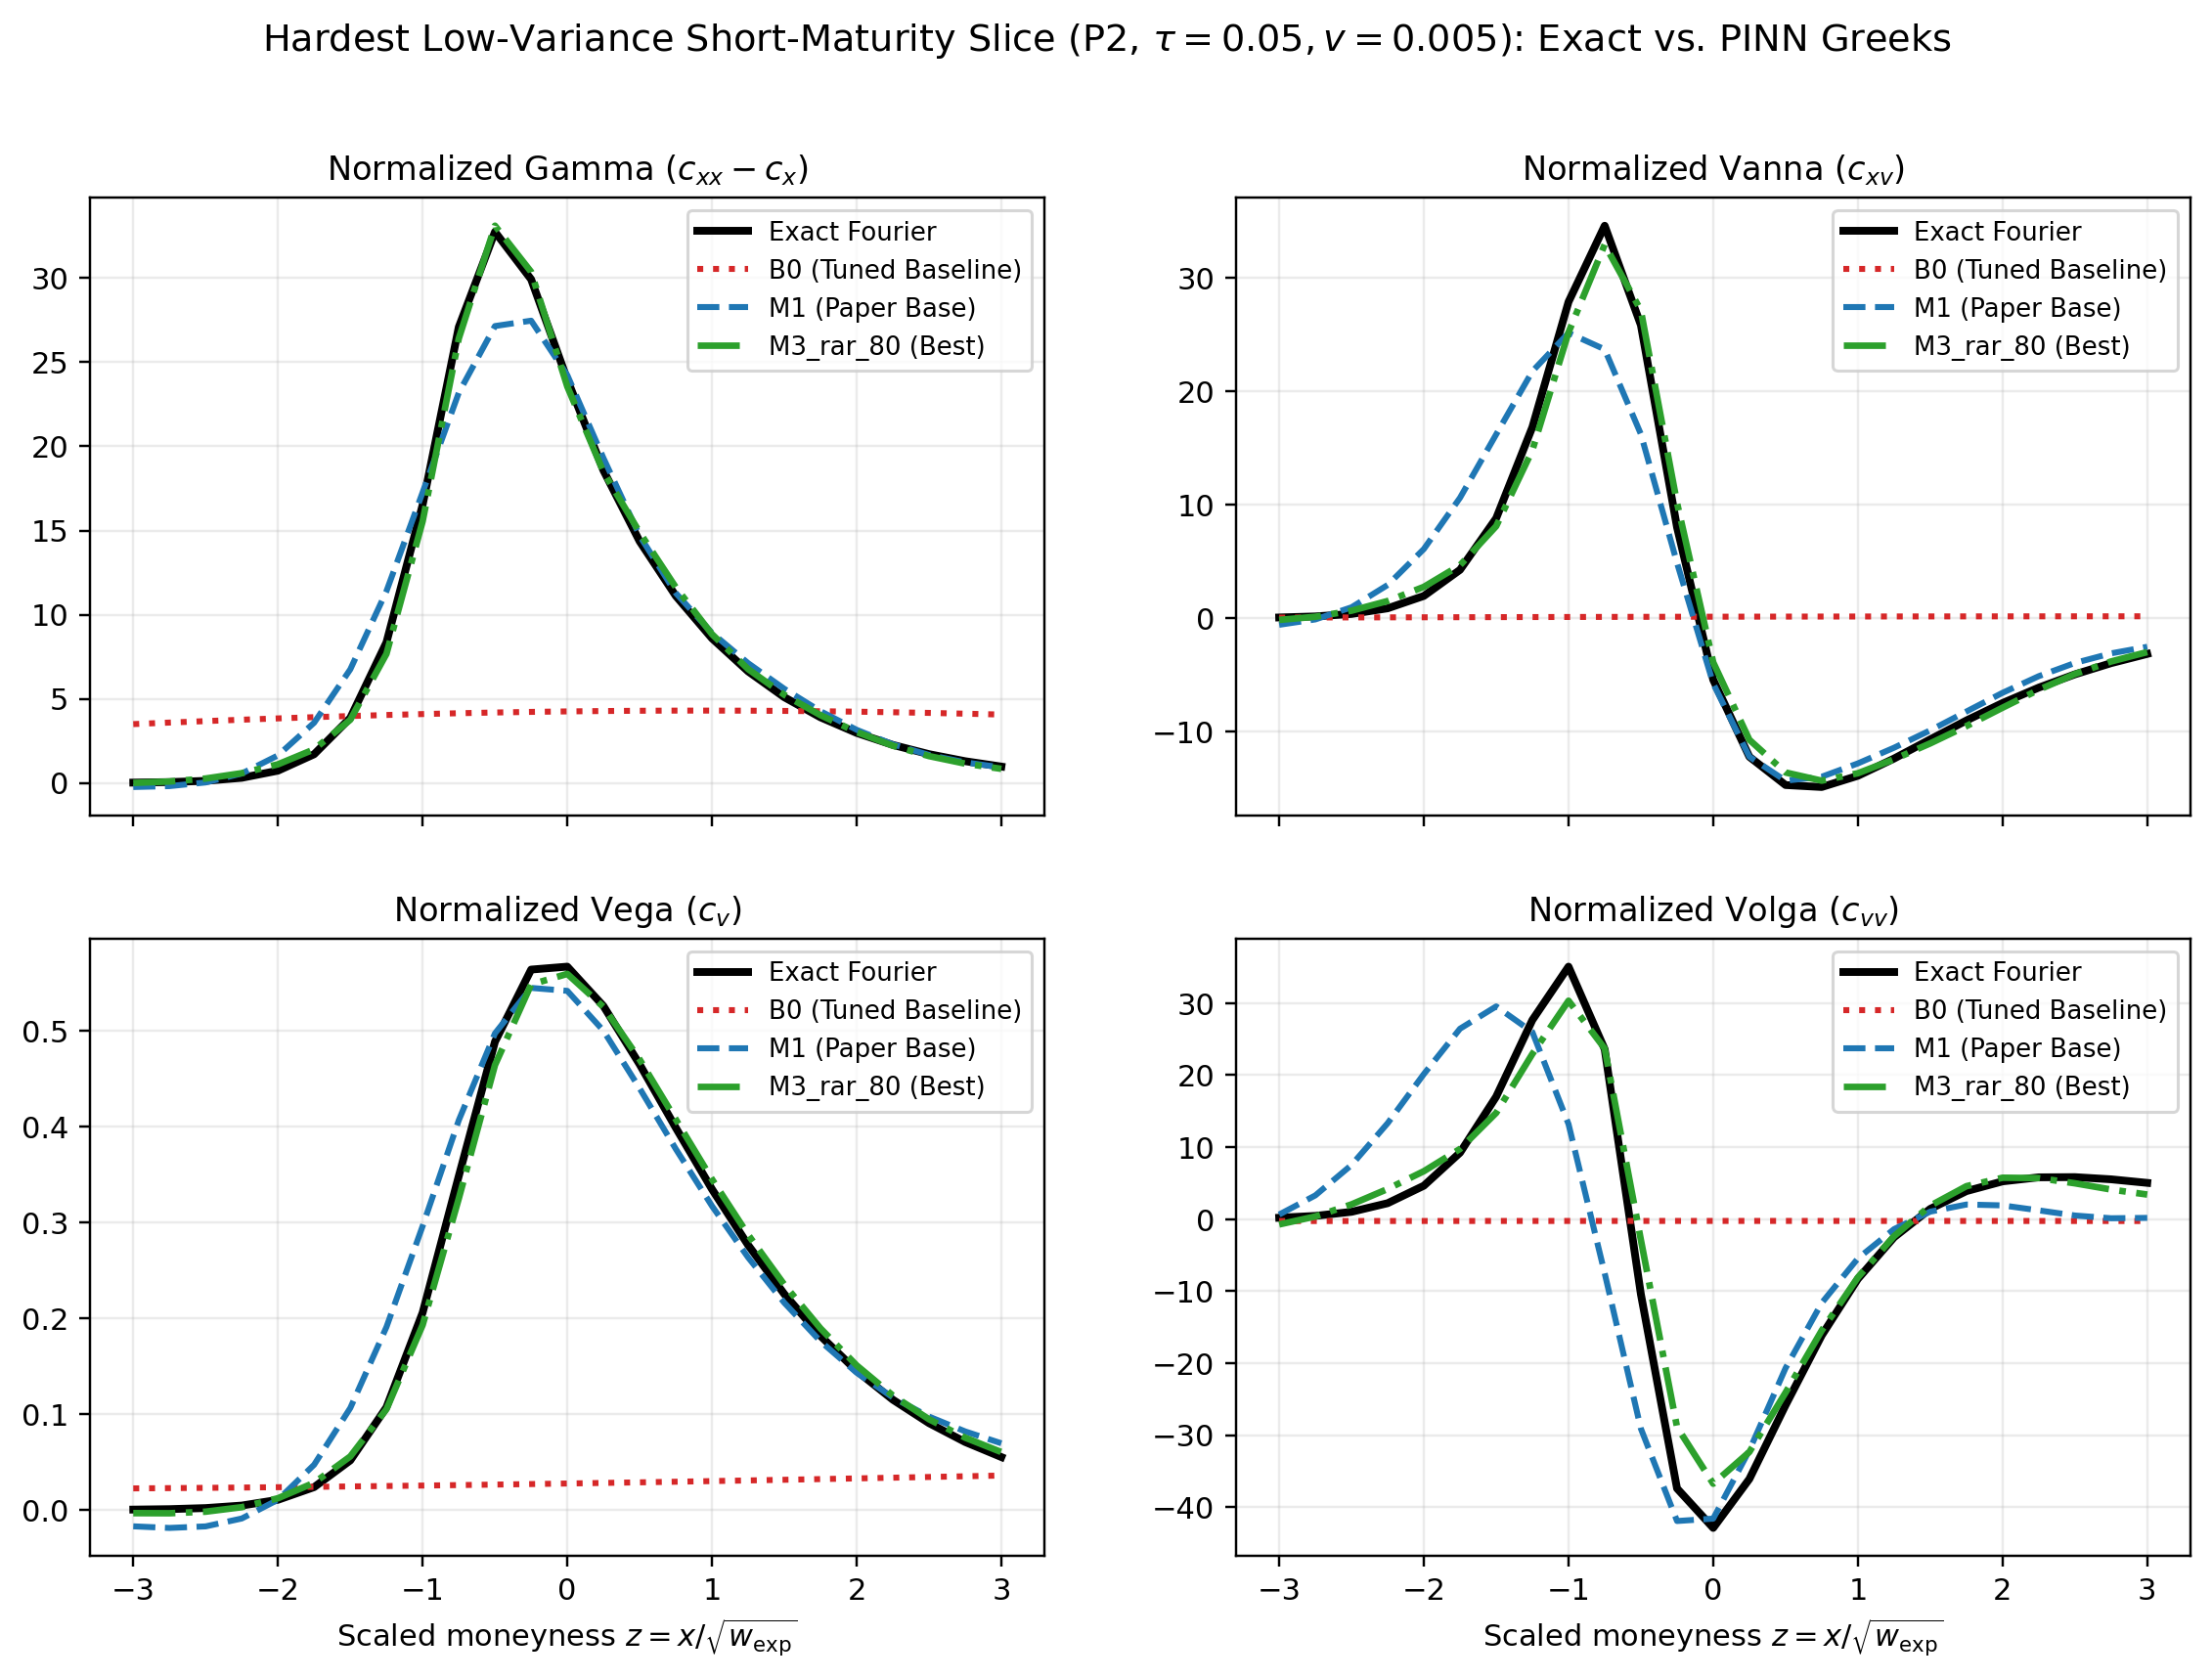 Hardest Low-Variance Short-Maturity Slice (P2, τ = 0.05, v = 0.005): Exact vs. PINN Greeks
Normalized Gamma (c_xx − c_x)
30
25
20
15
10
5
0
Exact Fourier
B0 (Tuned Baseline)
M1 (Paper Base)
M3_rar_80 (Best)
Normalized Vanna (c_xv)
30
20
10
0
−10
Exact Fourier
B0 (Tuned Baseline)
M1 (Paper Base)
M3_rar_80 (Best)
Normalized Vega (c_v)
0.5
0.4
0.3
0.2
0.1
0.0
Exact Fourier
B0 (Tuned Baseline)
M1 (Paper Base)
M3_rar_80 (Best)
−3 −2 −1 0 1 2 3
Scaled moneyness z = x/√w_exp
Normalized Volga (c_vv)
30
20
10
0
−10
−20
−30
−40
Exact Fourier
B0 (Tuned Baseline)
M1 (Paper Base)
M3_rar_80 (Best)
−3 −2 −1 0 1 2 3
Scaled moneyness z = x/√w_exp